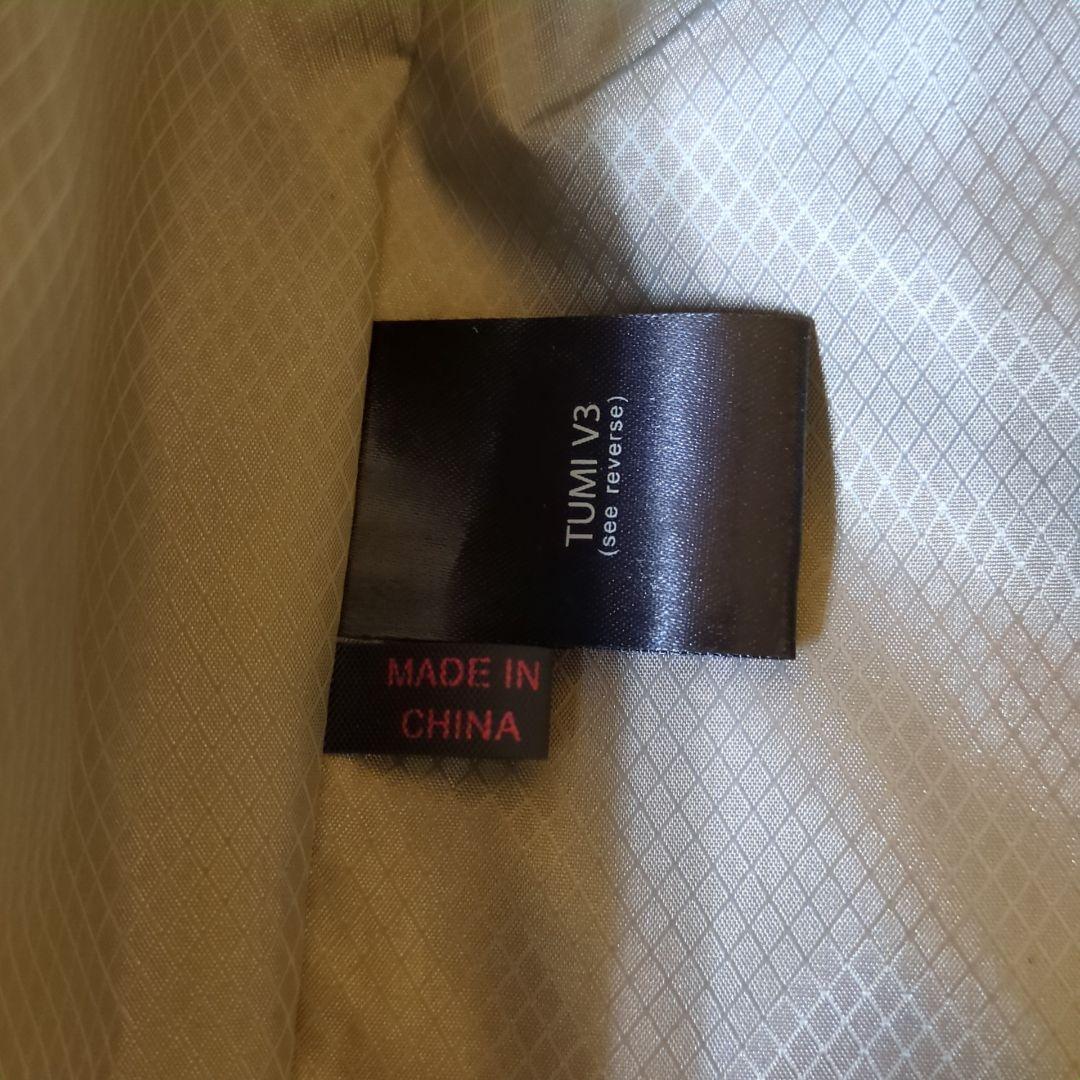 TUMI V3
(see reverse)
MADE IN
CHINA